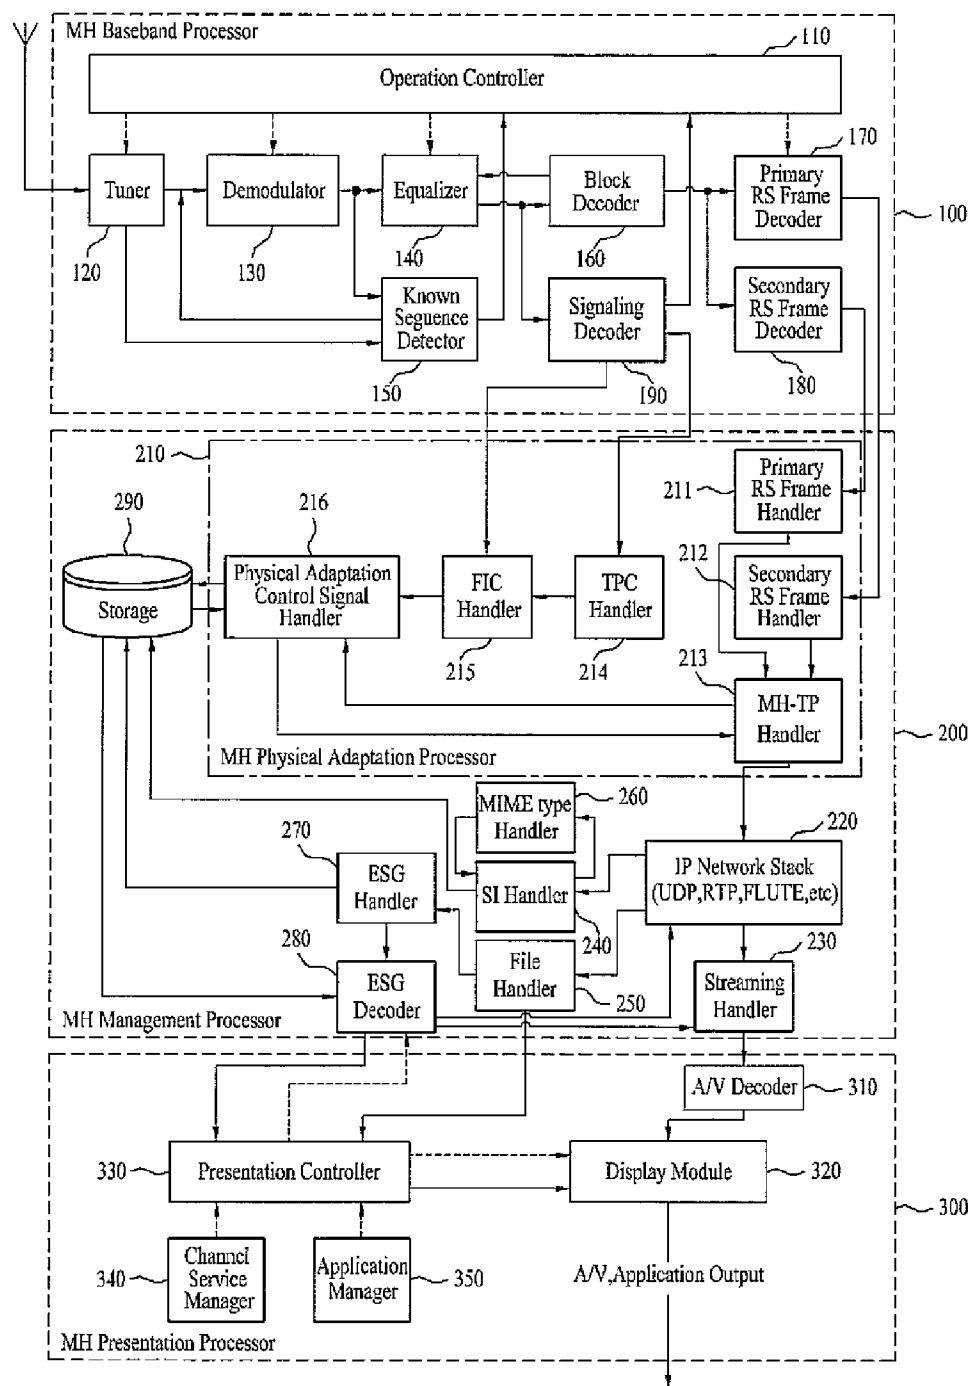 MH Baseband Processor
110
Operation Controller
170
Tuner
Demodulator
Equalizer
Block
Decoder
Primary
RS Frame
Decoder
100
120
130
140
160
Known
Seguence
Detector
Signaling
Decoder
Secondary
RS Frame
Decoder
150
190
180
210
290
216
211
Primary
RS Frame
Handler
212
Storage
Physical Adaptation
Control Signal
Handler
FIC
Handler
TPC
Handler
Secondary
RS Frame
Handler
215
214
213
MH-TP
Handler
200
MH Physical Adaptation Processor
260
MIME type
Handler
220
270
ESG
Handler
SI Handler
IP Network Stack
(UDP,RTP,FLUTE,etc)
240
280
230
ESG
Decoder
File
Handler
250
Streaming
Handler
MH Management Processor
A/V Decoder
310
330
Presentation Controller
Display Module
320
300
340
Channel
Service
Manager
Application
Manager
350
A/V,Application Output
MH Presentation Processor